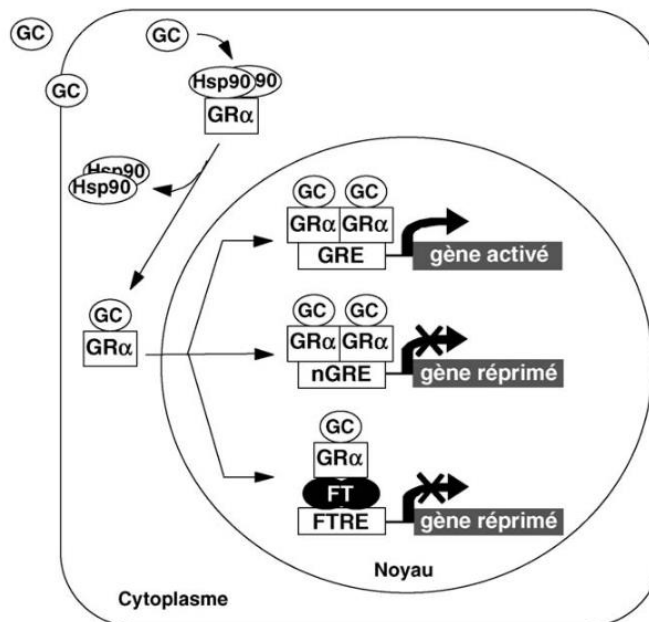 GC
GC
GC
Hsp90 90
GRα
Hsp90
Hsp90
GC
GRα
GC GC
GRα GRα
GRE
gène activé
GC GC
GRα GRα
nGRE
gène réprimé
GC
GRα
FT
FTRE
gène réprimé
Noyau
Cytoplasme